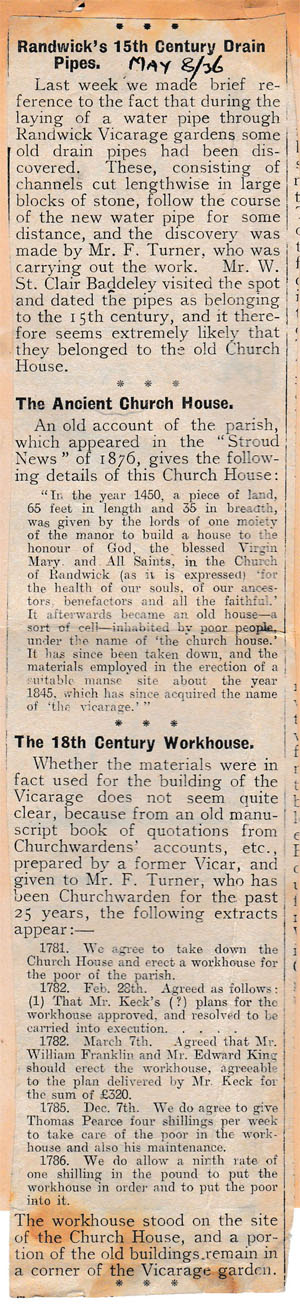 * * *
Randwick's 15th Century Drain
Pipes. MAY 8/36
Last week we made brief re-
ference to the fact that during the
laying of a water pipe through
Randwick Vicarage gardens some
old drain pipes had been dis-
covered. These, consisting of
channels cut lengthwise in large
blocks of stone, follow the course
of the new water pipe for some
distance, and the discovery was
made by Mr. F. Turner, who was
carrying out the work. Mr. W.
St. Clair Baddeley visited the spot
and dated the pipes as belonging
to the 15th century, and it there-
fore seems extremely likely that
they belonged to the old Church
House.
* * *
The Ancient Church House.
An old account of the parish,
which appeared in the "Stroud
News" of 1876, gives the follow-
ing details of this Church House:
"In the year 1450, a piece of land,
65 feet in length and 35 in breadth,
was given by the lords of one moiety
of the manor to build a house to the
honour of God, the blessed Virgin
Mary, and All Saints, in the Church
of Randwick (as it is expressed) 'for
the health of our souls, of our ances-
tors, benefactors and all the faithful.'
It afterwards became an old house—a
sort of cell—inhabited by poor people,
under the name of 'the church house.'
It has since been taken down, and the
materials employed in the erection of a
suitable manse site about the year
1845, which has since acquired the name
of 'the vicarage.' "
* * *
The 18th Century Workhouse.
Whether the materials were in
fact used for the building of the
Vicarage does not seem quite
clear, because from an old manu-
script book of quotations from
Churchwardens' accounts, etc.,
prepared by a former Vicar, and
given to Mr. F. Turner, who has
been Churchwarden for the past
25 years, the following extracts
appear:—
1781. We agree to take down the
Church House and erect a workhouse for
the poor of the parish.
1782. Feb. 28th. Agreed as follows:
(1) That Mr. Keck's (?) plans for the
workhouse approved, and resolved to be
carried into execution. . . . .
1782. March 7th. Agreed that Mr.
William Franklin and Mr. Edward King
should erect the workhouse, agreeable
to the plan delivered by Mr. Keck for
the sum of £320.
1785. Dec. 7th. We do agree to give
Thomas Pearce four shillings per week
to take care of the poor in the work-
house and also his maintenance.
1786. We do allow a ninth rate of
one shilling in the pound to put the
workhouse in order and to put the poor
into it.
The workhouse stood on the site
of the Church House, and a por-
tion of the old buildings remain in
a corner of the Vicarage garden.
* * *